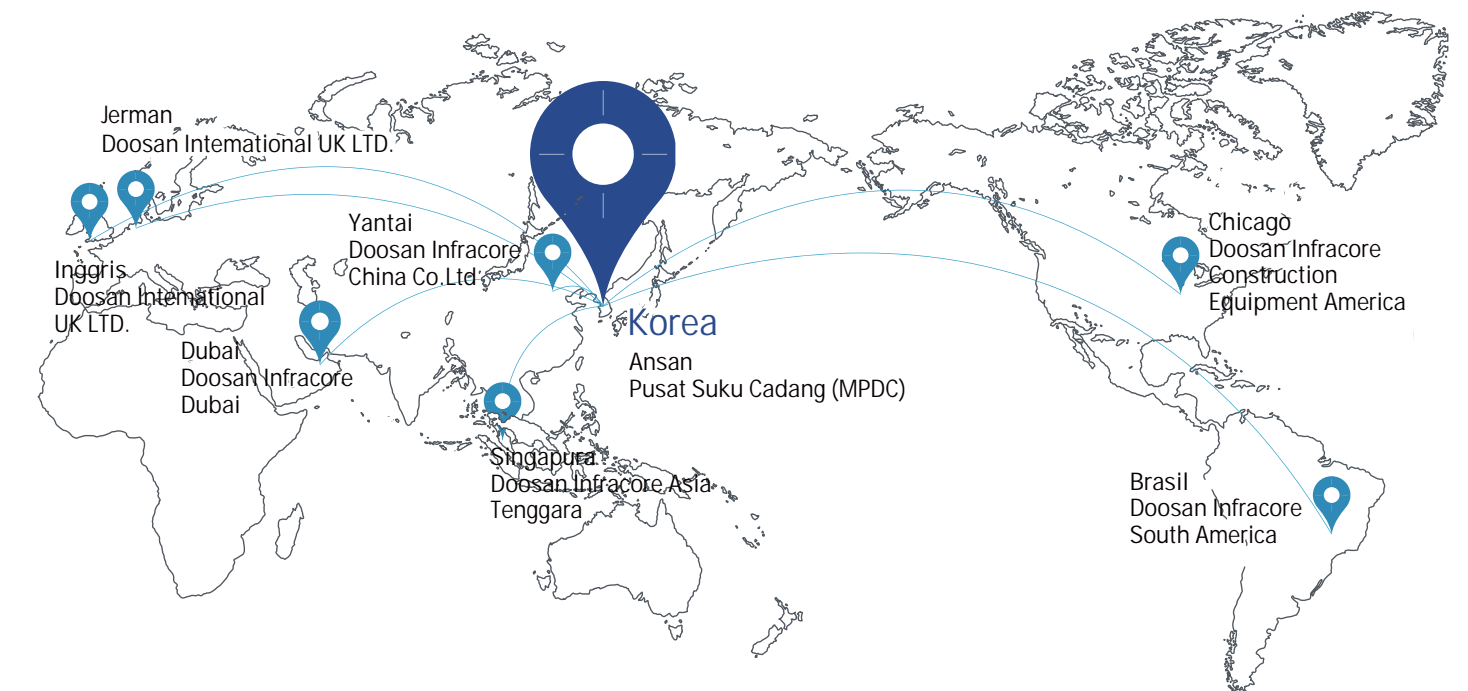 Jerman
Doosan International UK LTD.
Inggris
Doosan International
UK LTD.
Yantai
Doosan Infracore
China Co.Ltd
Dubai
Doosan Infracore
Dubai
Korea
Ansan
Pusat Suku Cadang (MPDC)
Singapura
Doosan Infracore Asia
Tenggara
Chicago
Doosan Infracore
Construction
Equipment America
Brasil
Doosan Infracore
South America